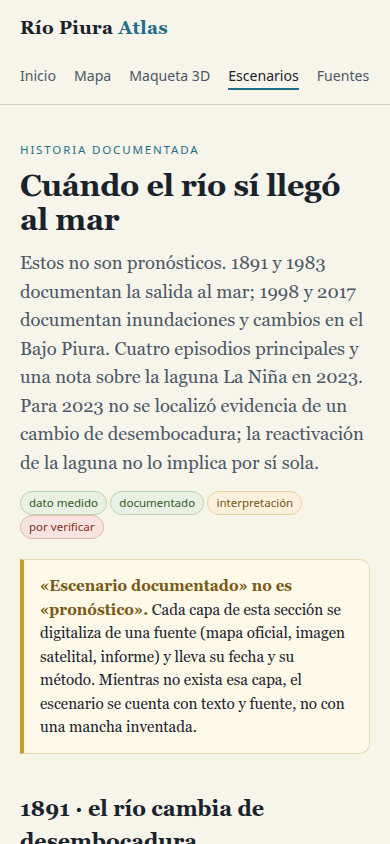 Río Piura Atlas
Inicio Mapa Maqueta 3D Escenarios Fuentes
HISTORIA DOCUMENTADA
Cuándo el río sí llegó
al mar
Estos no son pronósticos. 1891 y 1983
documentan la salida al mar; 1998 y 2017
documentan inundaciones y cambios en el
Bajo Piura. Cuatro episodios principales y
una nota sobre la laguna La Niña en 2023.
Para 2023 no se localizó evidencia de un
cambio de desembocadura; la reactivación
de la laguna no lo implica por sí sola.
dato medido documentado interpretación
por verificar
«Escenario documentado» no es
«pronóstico». Cada capa de esta sección se
digitaliza de una fuente (mapa oficial, imagen
satelital, informe) y lleva su fecha y su
método. Mientras no exista esa capa, el
escenario se cuenta con texto y fuente, no con
una mancha inventada.
1891 · el río cambia de
desembocadura